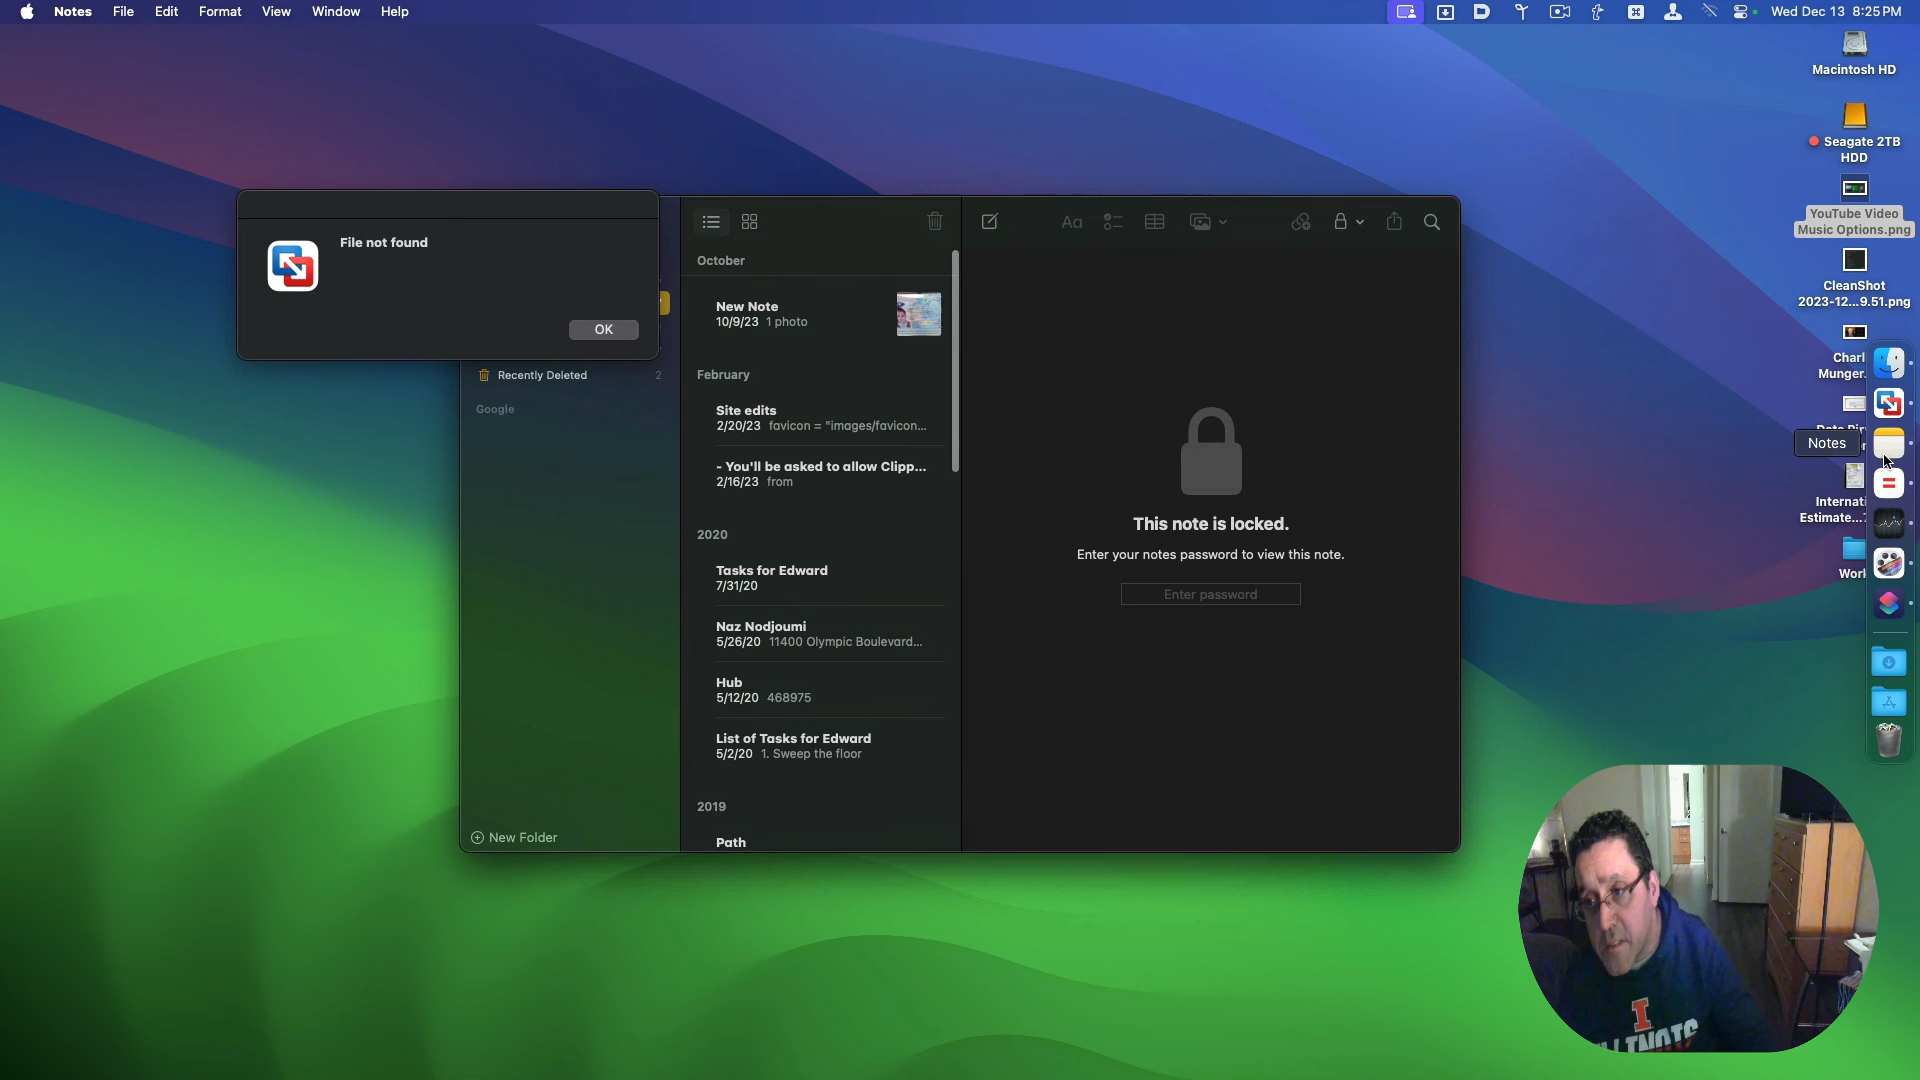 Notes File Edit Format View Window Help
Wed Dec 13 8:25 PM
Macintosh HD
Seagate 2TB
HDD
YouTube Video
Music Options.png
CleanShot
2023-12...9.51.png
Charl
Munger.
Internati
Estimate...
Work
Notes
File not found
OK
Recently Deleted 2
Google
New Folder
October
New Note
10/9/23 1 photo
February
Site edits
2/20/23 favicon = "images/favicon...
- You'll be asked to allow Clipp...
2/16/23 from
2020
Tasks for Edward
7/31/20
Naz Nodjoumi
5/26/20 11400 Olympic Boulevard...
Hub
5/12/20 468975
List of Tasks for Edward
5/2/20 1. Sweep the floor
2019
Path
Aa
This note is locked.
Enter your notes password to view this note.
Enter password
I
ILLINOIS